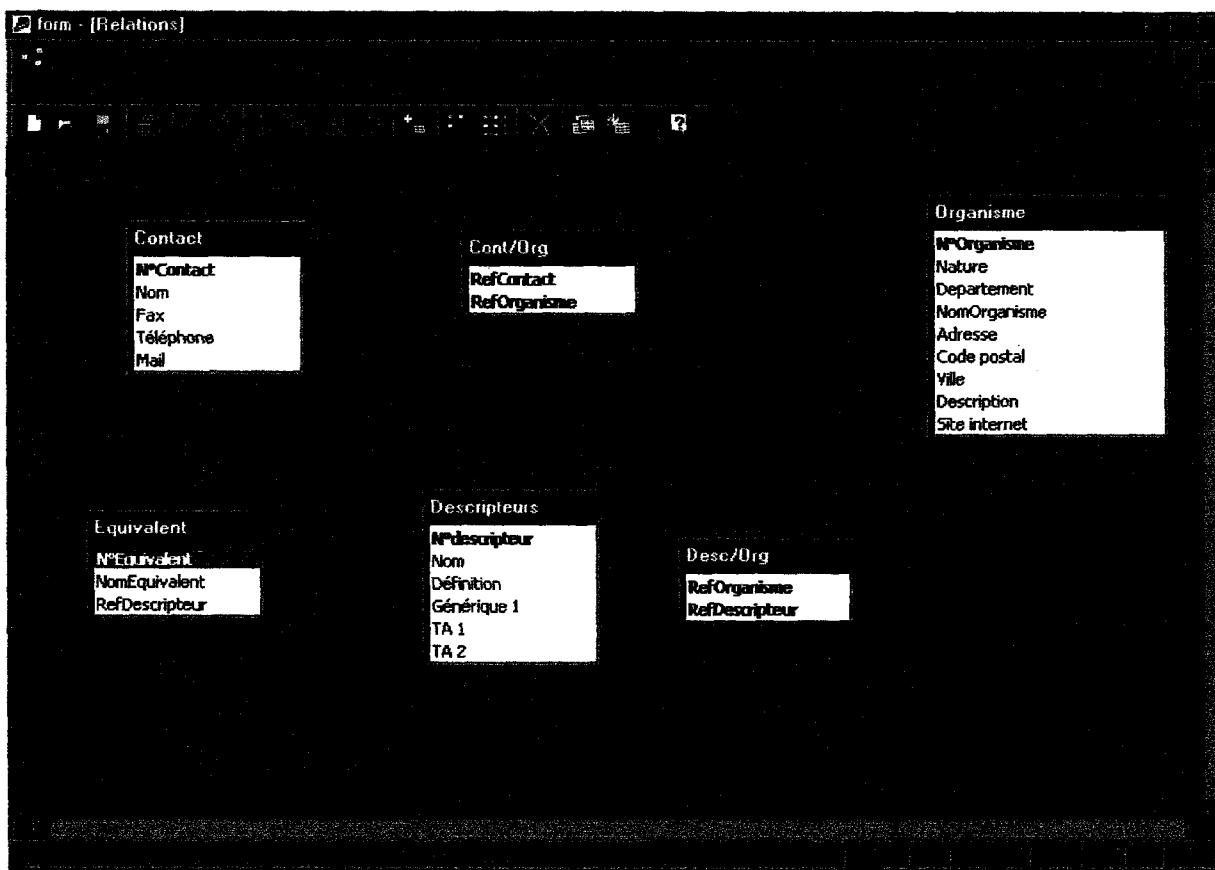 form - [Relations]
Contact
N°Contact
Nom
Fax
Téléphone
Mail
Cont/Org
RefContact
RefOrganisme
Organisme
N°Organisme
Nature
Departement
NomOrganisme
Adresse
Code postal
Ville
Description
Site internet
Equivalent
N°Equivalent
NomEquivalent
RefDescripteur
Descripteurs
N°descripteur
Nom
Définition
Générique 1
TA 1
TA 2
Desc/Org
RefOrganisme
RefDescripteur